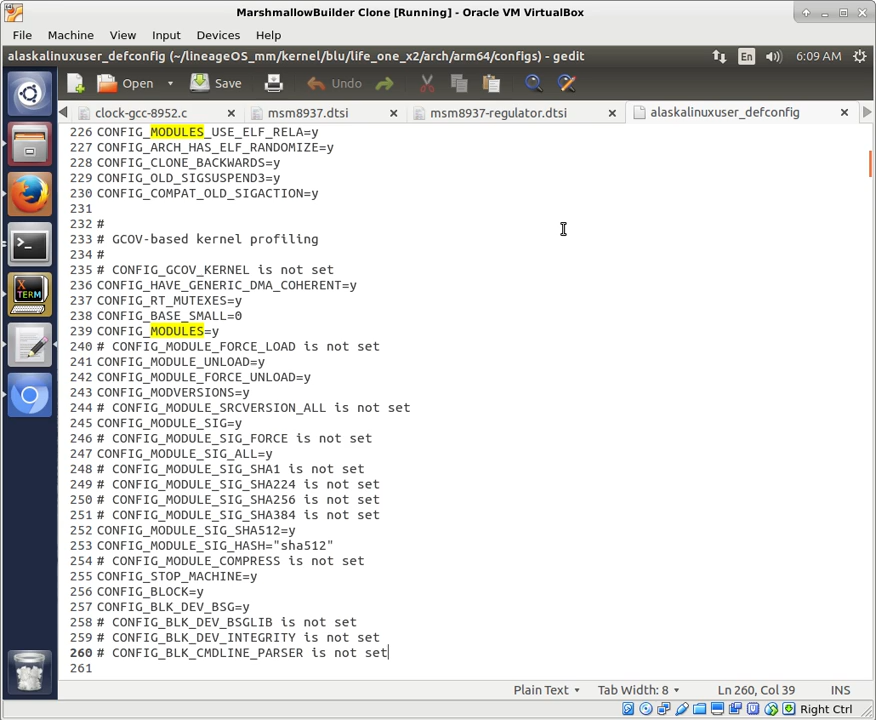 MarshmallowBuilder Clone [Running] - Oracle VM VirtualBox
File Machine View Input Devices Help
alaskalinuxuser_defconfig (~/lineageOS_mm/kernel/blu/life_one_x2/arch/arm64/configs) - gedit En 6:09 AM
Open Save Undo
clock-gcc-8952.c msm8937.dtsi msm8937-regulator.dtsi alaskalinuxuser_defconfig
226 CONFIG_MODULES_USE_ELF_RELA=y
227 CONFIG_ARCH_HAS_ELF_RANDOMIZE=y
228 CONFIG_CLONE_BACKWARDS=y
229 CONFIG_OLD_SIGSUSPEND3=y
230 CONFIG_COMPAT_OLD_SIGACTION=y
231
232 #
233 # GCOV-based kernel profiling
234 #
235 # CONFIG_GCOV_KERNEL is not set
236 CONFIG_HAVE_GENERIC_DMA_COHERENT=y
237 CONFIG_RT_MUTEXES=y
238 CONFIG_BASE_SMALL=0
239 CONFIG_MODULES=y
240 # CONFIG_MODULE_FORCE_LOAD is not set
241 CONFIG_MODULE_UNLOAD=y
242 CONFIG_MODULE_FORCE_UNLOAD=y
243 CONFIG_MODVERSIONS=y
244 # CONFIG_MODULE_SRCVERSION_ALL is not set
245 CONFIG_MODULE_SIG=y
246 # CONFIG_MODULE_SIG_FORCE is not set
247 CONFIG_MODULE_SIG_ALL=y
248 # CONFIG_MODULE_SIG_SHA1 is not set
249 # CONFIG_MODULE_SIG_SHA224 is not set
250 # CONFIG_MODULE_SIG_SHA256 is not set
251 # CONFIG_MODULE_SIG_SHA384 is not set
252 CONFIG_MODULE_SIG_SHA512=y
253 CONFIG_MODULE_SIG_HASH="sha512"
254 # CONFIG_MODULE_COMPRESS is not set
255 CONFIG_STOP_MACHINE=y
256 CONFIG_BLOCK=y
257 CONFIG_BLK_DEV_BSG=y
258 # CONFIG_BLK_DEV_BSGLIB is not set
259 # CONFIG_BLK_DEV_INTEGRITY is not set
260 # CONFIG_BLK_CMDLINE_PARSER is not set
261
X TERM
Plain Text Tab Width: 8 Ln 260, Col 39 INS
Right Ctrl